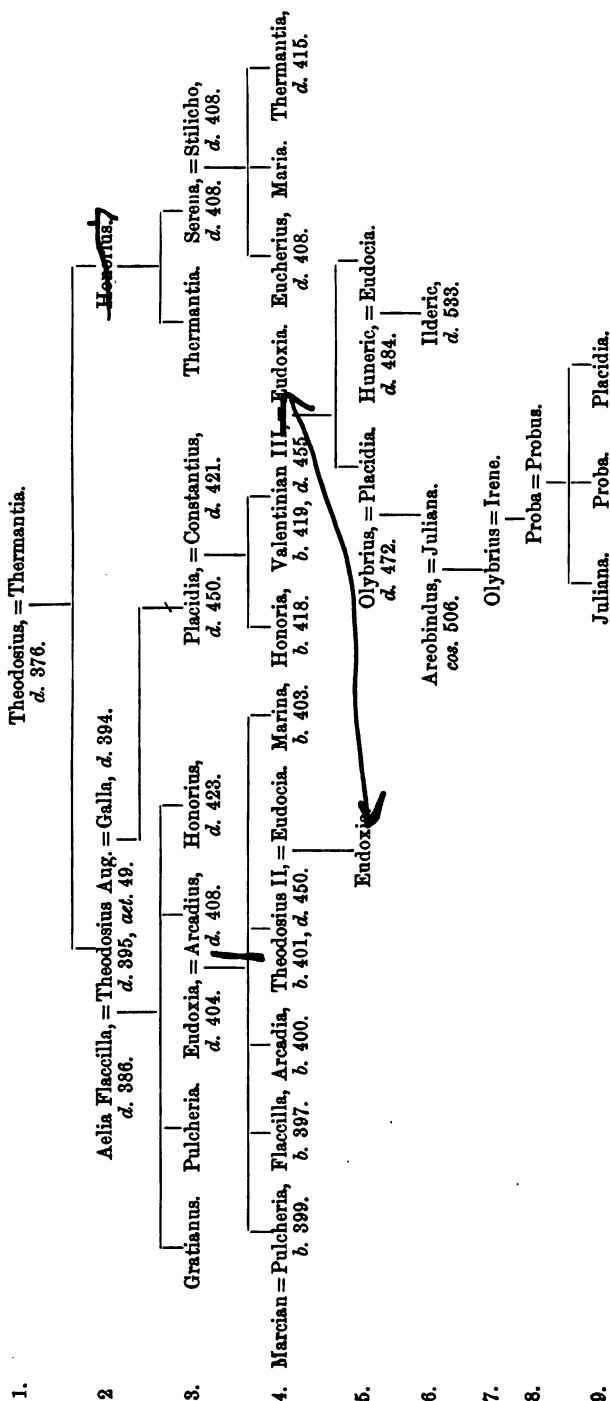 1. Theodosius, = Thermantia.
d. 376.
2 Aelia Flaccilla, = Theodosius Aug. = Galla, d. 394. Honorius.
d. 386. d. 395, aet. 49.
3. Gratianus. Pulcheria. Eudoxia, = Arcadius, Honorius, Placidia, = Constantius, Thermantia. Serena, = Stilicho,
d. 404. d. 408. d. 423. d. 450. d. 421. d. 408. d. 408.
4. Marcian = Pulcheria, Flaccilla, Arcadia, Theodosius II, = Eudocia. Marina, Honoria, Valentinian III, = Eudoxia. Eucherius, Maria. Thermantia,
b. 399. b. 397. b. 400. b. 401, d. 450. b. 403. b. 418. b. 419, d. 455 d. 408. d. 415.
5. Eudoxia Olybrius, = Placidia. Huneric, = Eudocia.
d. 472. d. 484.
6. Areobindus, = Juliana. Ilderic,
cos. 506. d. 533.
7. Olybrius = Irene.
8. Proba = Probus.
9. Juliana. Proba. Placidia.